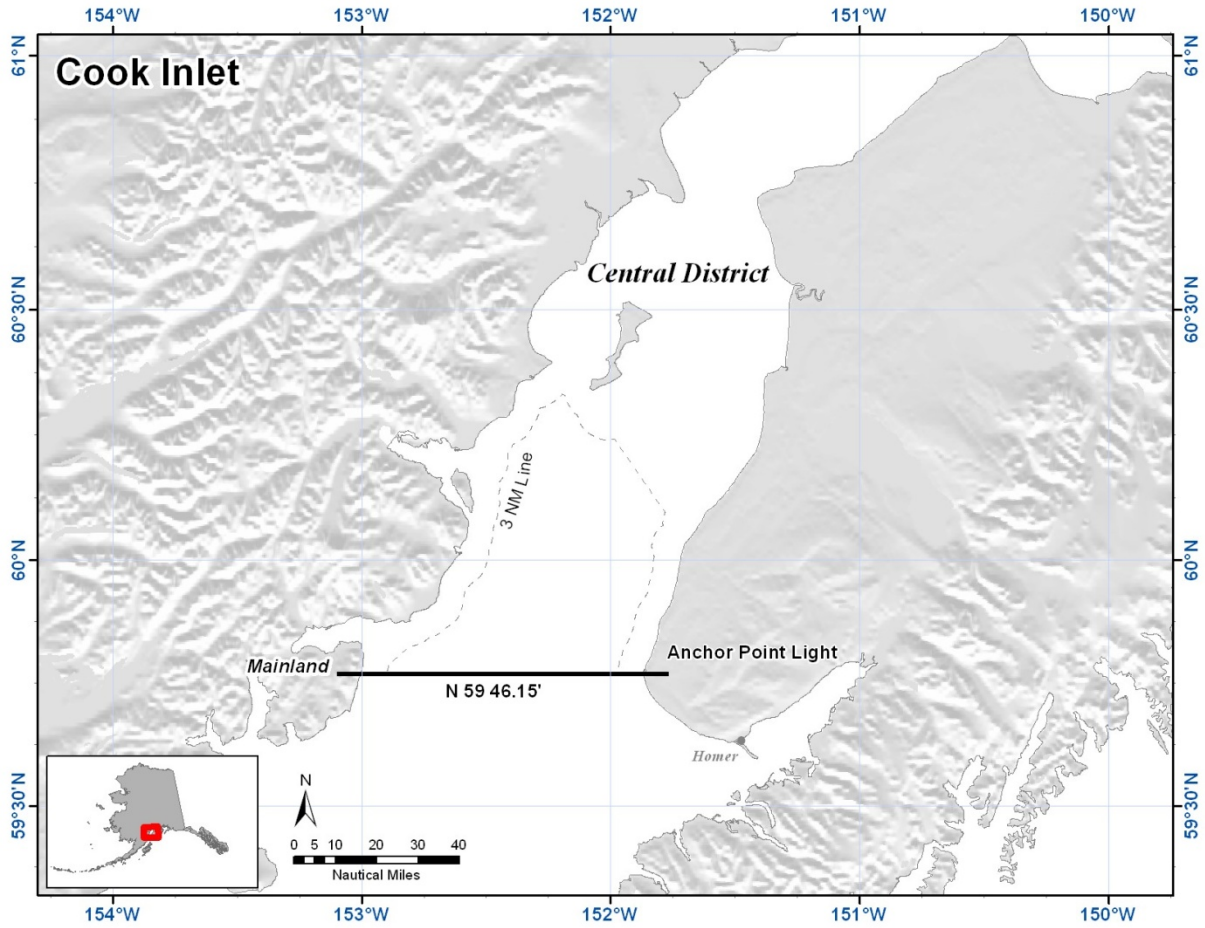 154°W 153°W 152°W 151°W 150°W
61°N 61°N
Cook Inlet
Central District
60°30'N 60°30'N
3 NM Line
60°N 60°N
Mainland
Anchor Point Light
N 59 46.15'
Homer
N
59°30'N 59°30'N
0 5 10 20 30 40
Nautical Miles
154°W 153°W 152°W 151°W 150°W